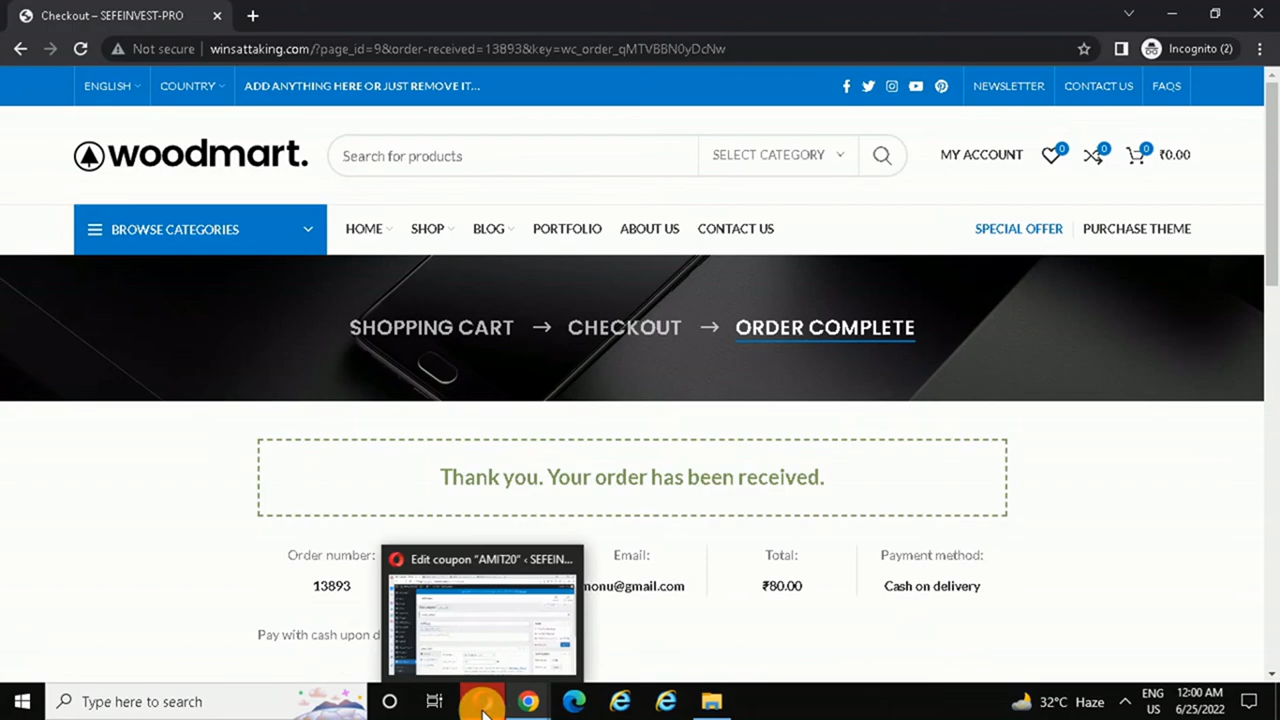 Checkout – SEFEINVEST-PRO
Incognito (2)
Not secure
winsattaking.com/?page_id=9&order-received=13893&key=wc_order_qMTVBBN0yDcNw
ENGLISH
COUNTRY
ADD ANYTHING HERE OR JUST REMOVE IT…
NEWSLETTER
CONTACT US
FAQS
woodmart.
Search for products
SELECT CATEGORY
MY ACCOUNT
0
0
0
₹0.00
BROWSE CATEGORIES
HOME
SHOP
BLOG
PORTFOLIO
ABOUT US
CONTACT US
SPECIAL OFFER
PURCHASE THEME
SHOPPING CART → CHECKOUT → ORDER COMPLETE
Thank you. Your order has been received.
Order number:
13893
Edit coupon "AMIT20" ‹ SEFEIN...
Email:
monu@gmail.com
Total:
₹80.00
Payment method:
Cash on delivery
Pay with cash upon
Type here to search
32°C Haze
ENG
US
12:00 AM
6/25/2022